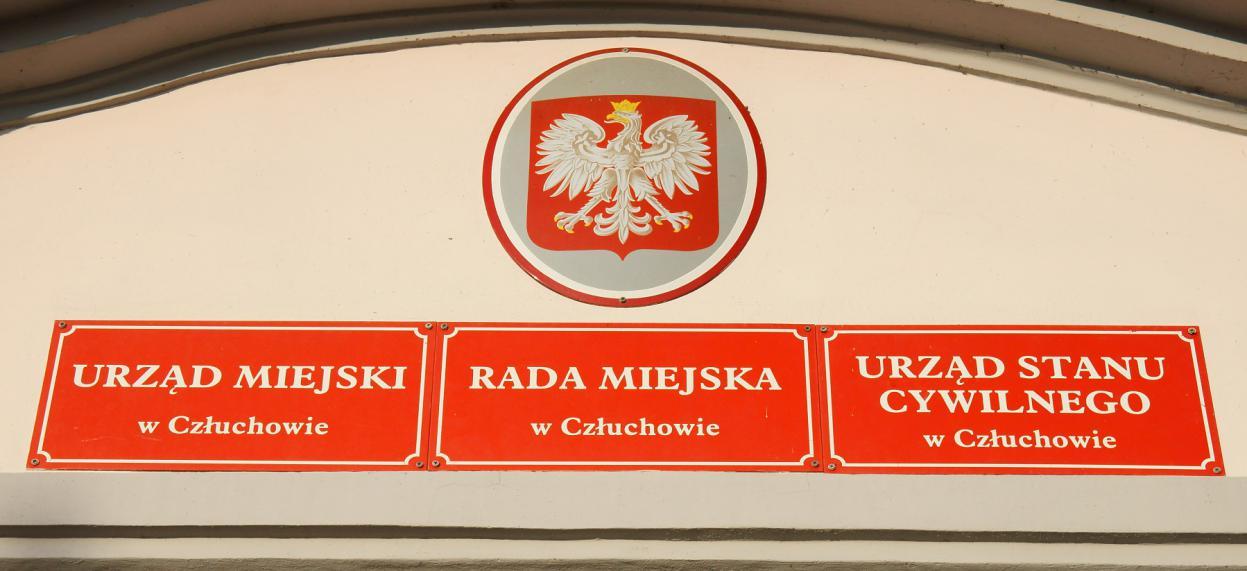 URZĄD MIEJSKI
w Człuchowie
RADA MIEJSKA
w Człuchowie
URZĄD STANU
CYWILNEGO
w Człuchowie